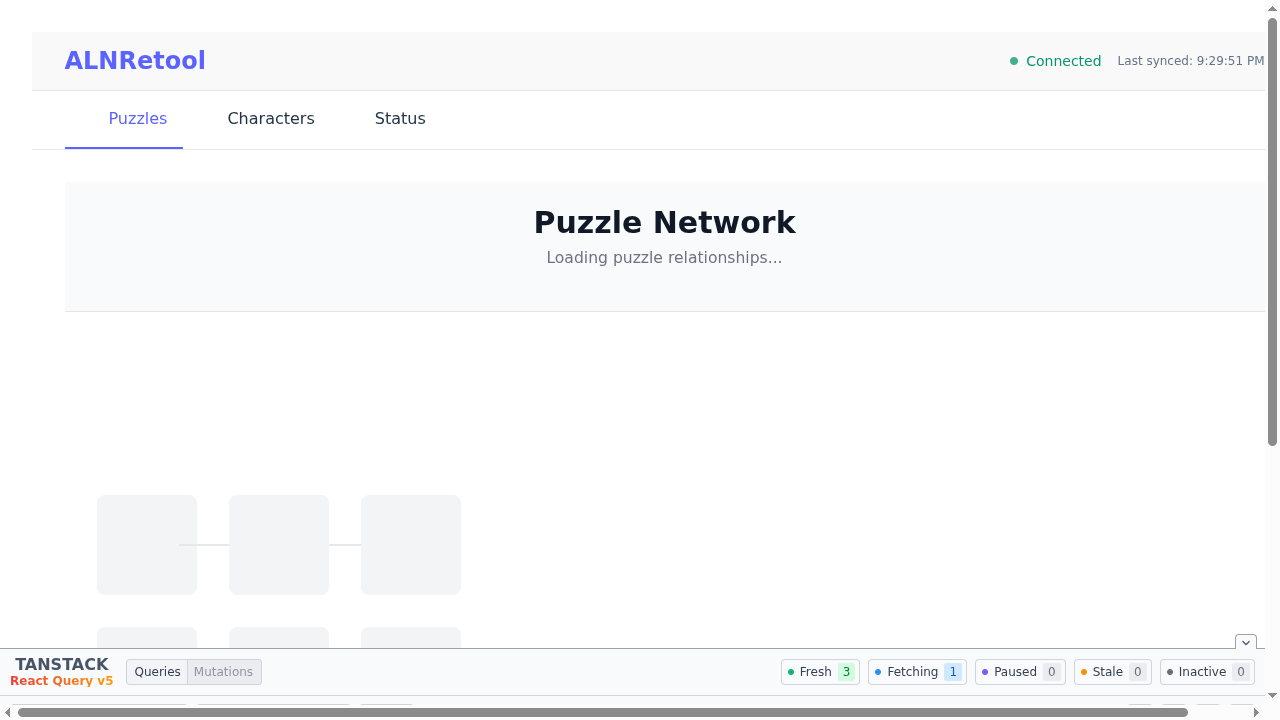 ALNRetool
Connected Last synced: 9:29:51 PM
Puzzles Characters Status
Puzzle Network
Loading puzzle relationships...
TANSTACK
React Query v5
Queries Mutations
Fresh 3 Fetching 1 Paused 0 Stale 0 Inactive 0